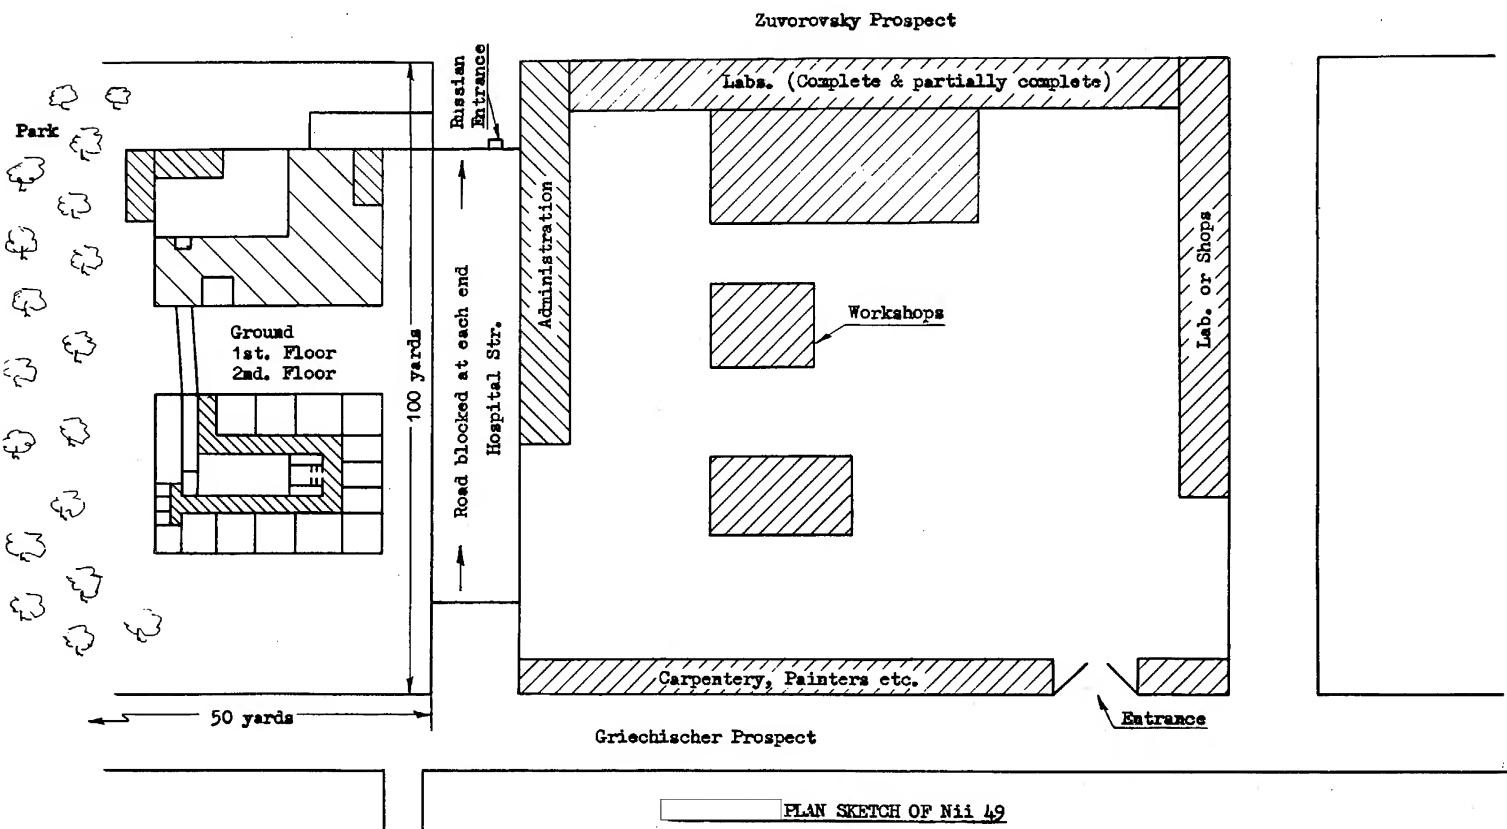 Zuvorovsky Prospect
Russian
Entrance
Labs. (Complete & partially complete)
Park
Administration
Lab. or Shops
Workshops
Ground
1st. Floor
2nd. Floor
100 yards
Road blocked at each end
Hospital Str.
Carpentery, Painters etc.
50 yards
Entrance
Griechischer Prospect
PLAN SKETCH OF Nii 49